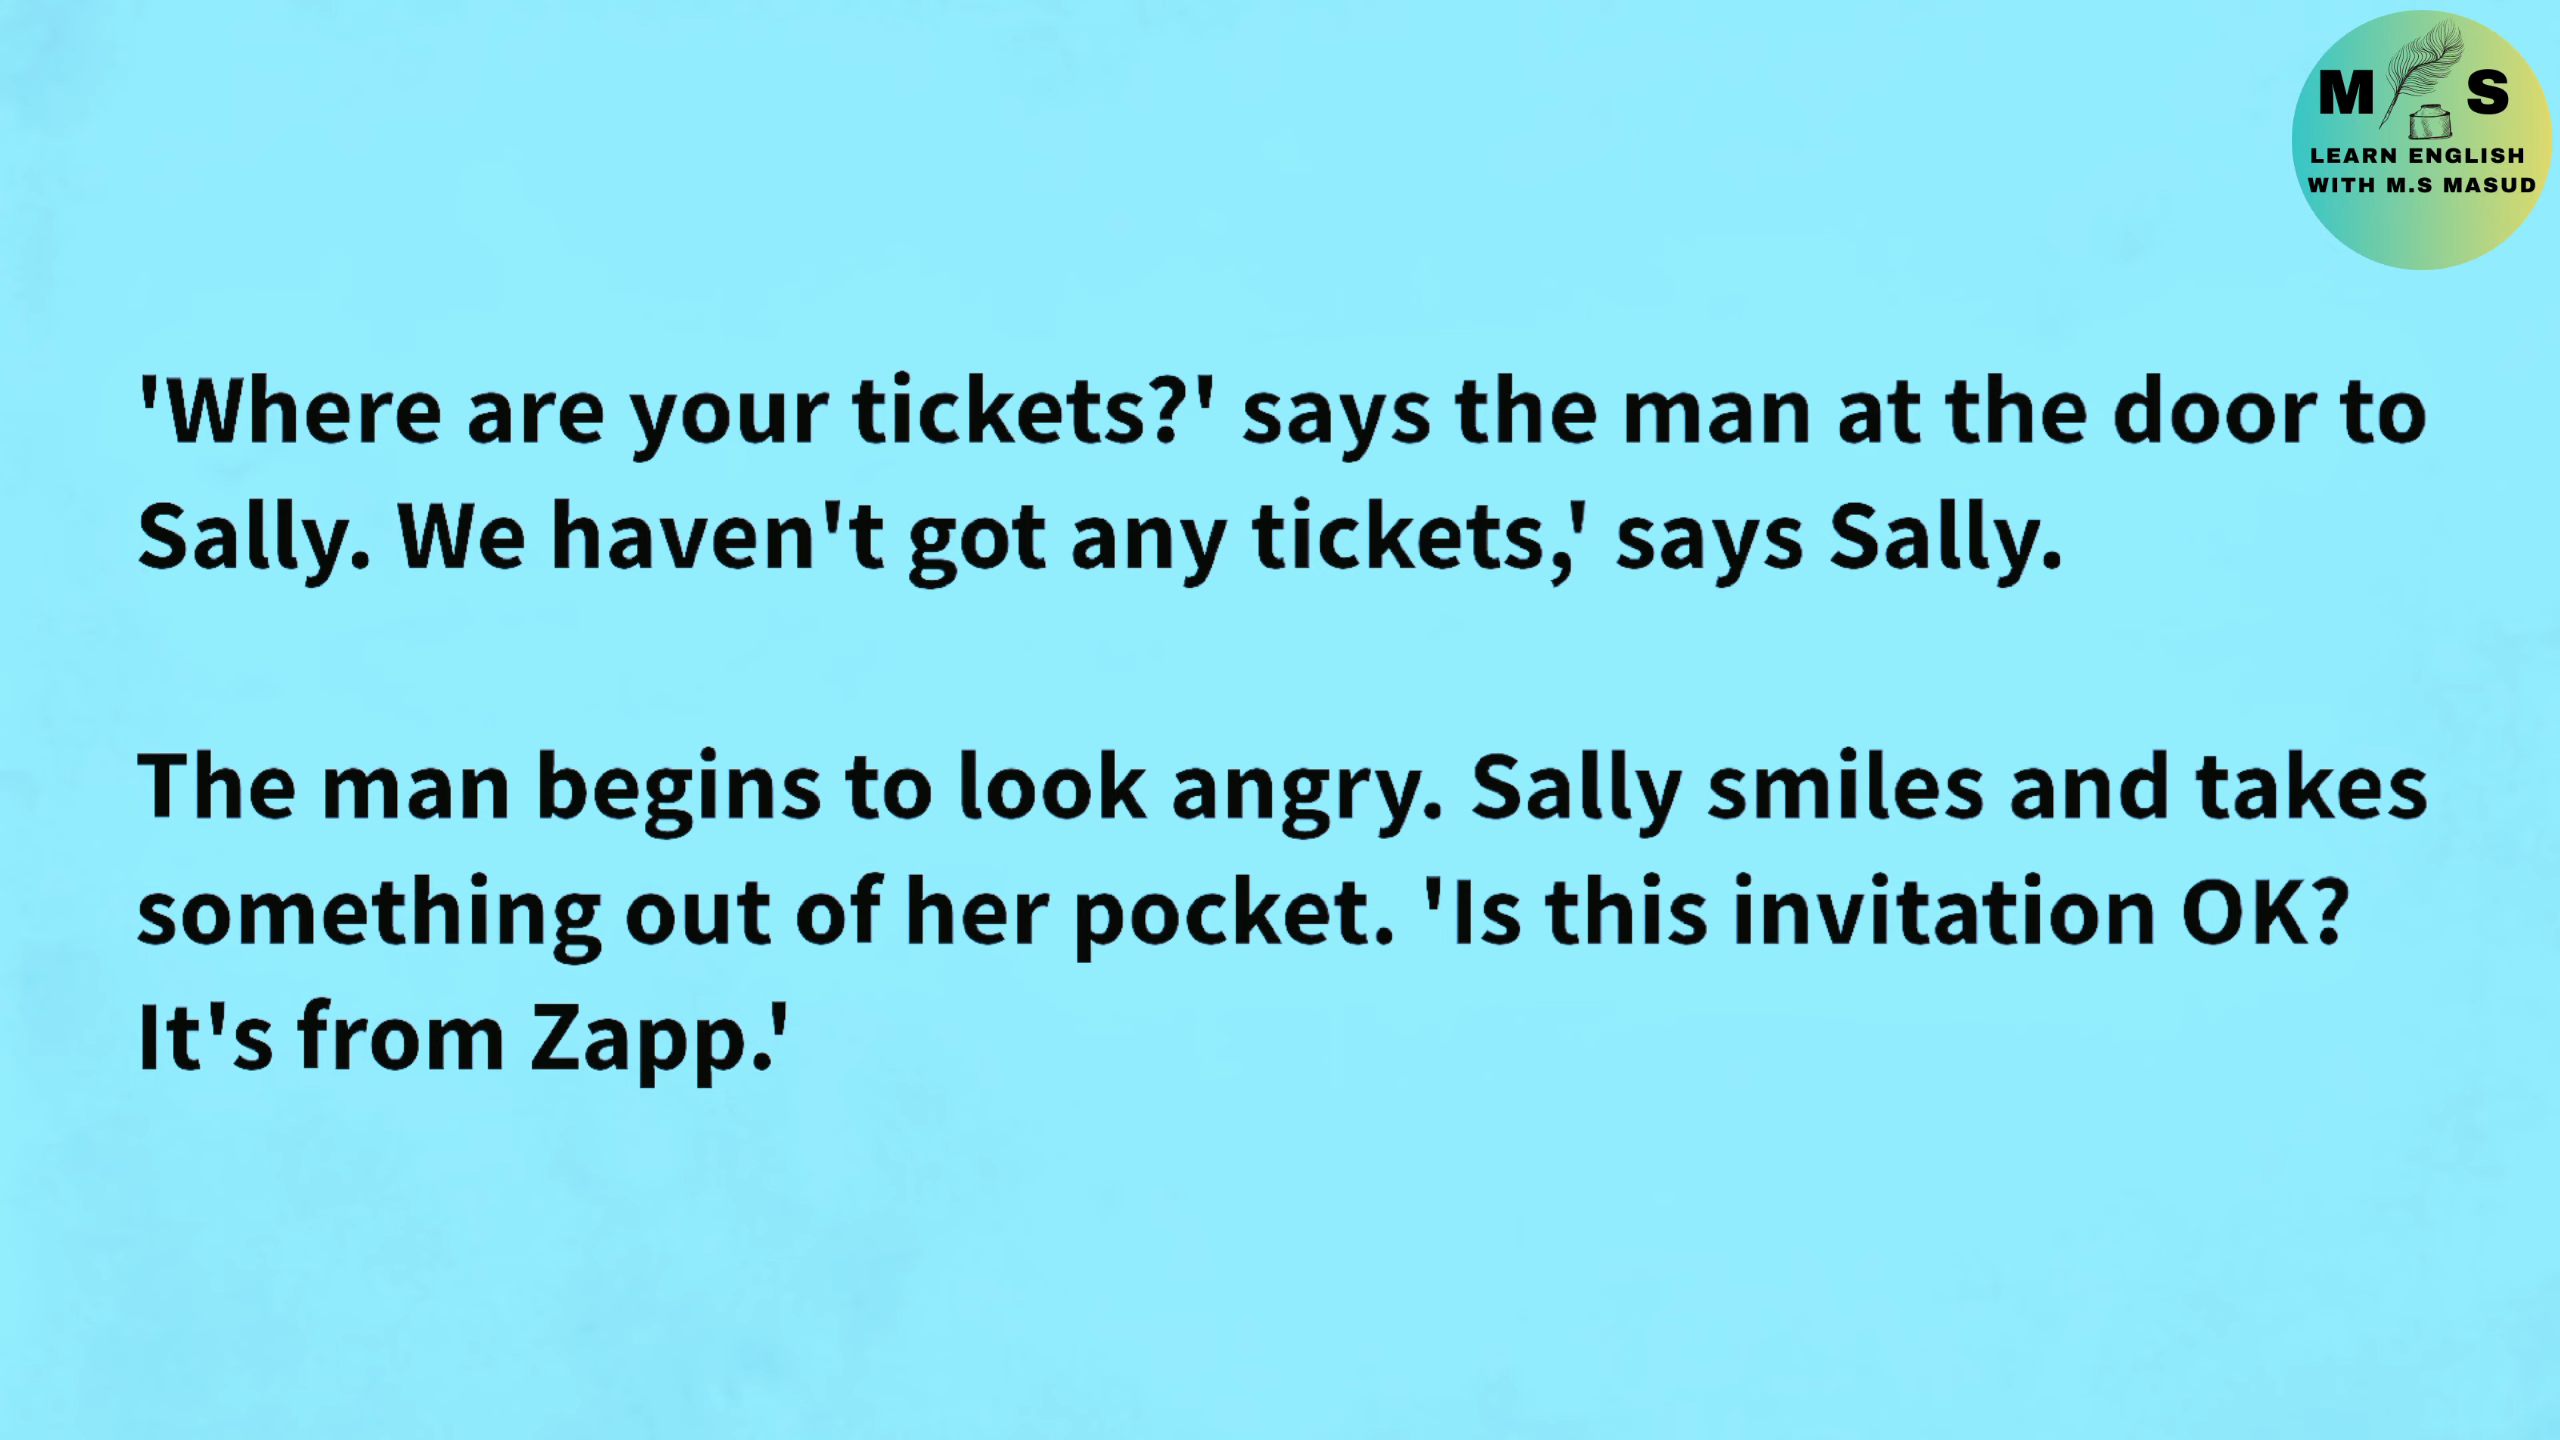 M S
LEARN ENGLISH
WITH M.S MASUD
'Where are your tickets?' says the man at the door to
Sally. We haven't got any tickets,' says Sally.
The man begins to look angry. Sally smiles and takes
something out of her pocket. 'Is this invitation OK?
It's from Zapp.'